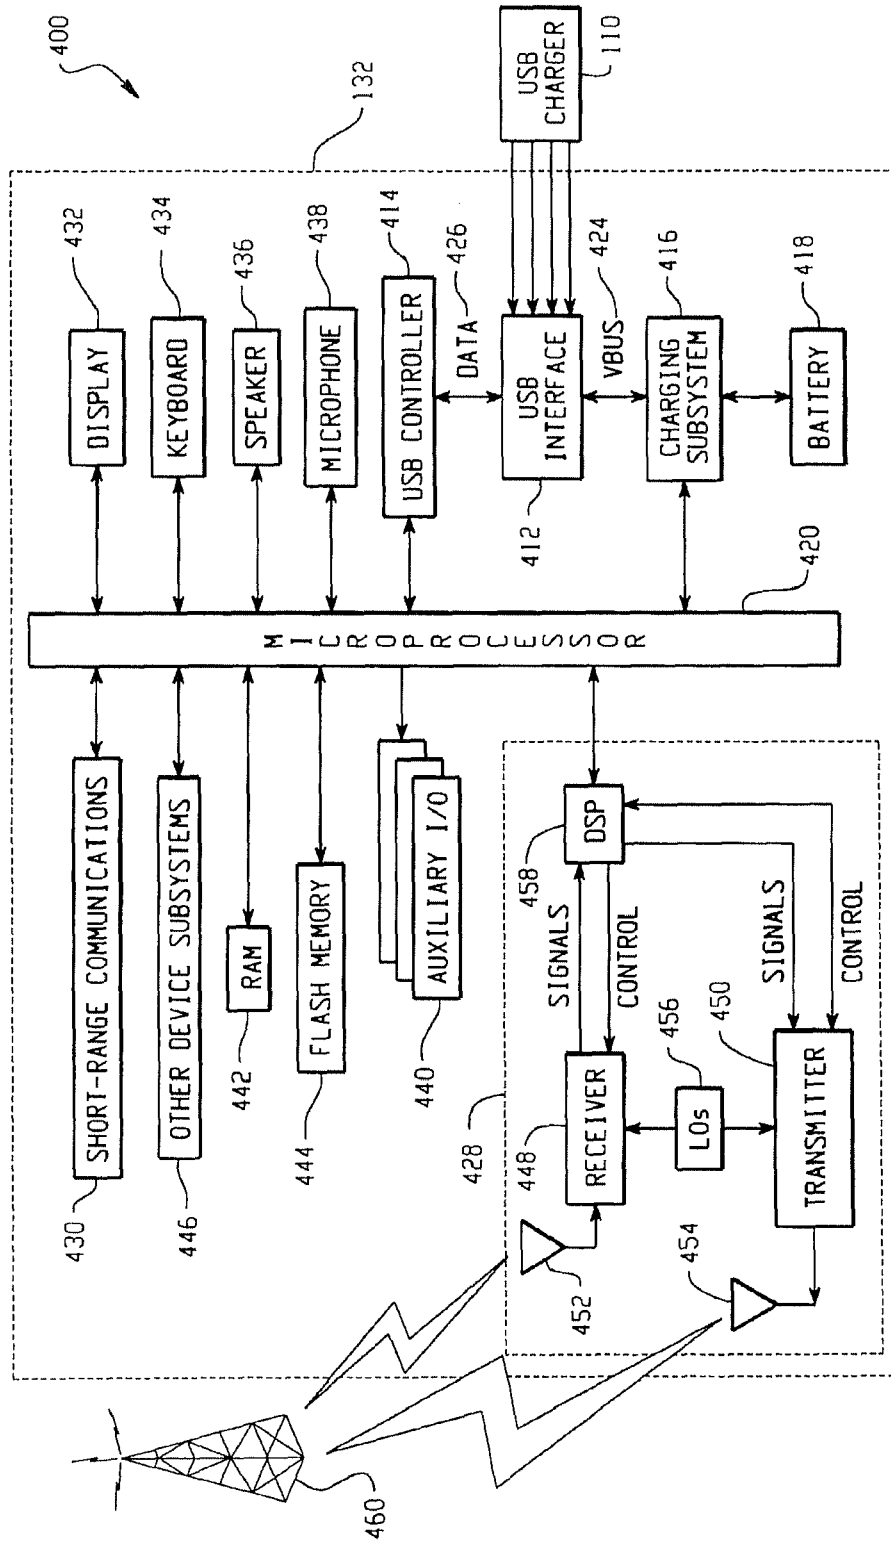 400
132
SHORT-RANGE COMMUNICATIONS
430
DISPLAY
432
OTHER DEVICE SUBSYSTEMS
446
KEYBOARD
434
RAM
442
SPEAKER
436
FLASH MEMORY
444
MICROPHONE
438
AUXILIARY I/O
440
USB CONTROLLER
414
MICROPROCESSOR
420
DATA
426
USB
INTERFACE
412
USB
CHARGER
110
VBUS
424
CHARGING
SUBSYSTEM
416
BATTERY
418
428
DSP
458
SIGNALS
CONTROL
RECEIVER
448
452
LOs
456
SIGNALS
CONTROL
TRANSMITTER
450
454
460